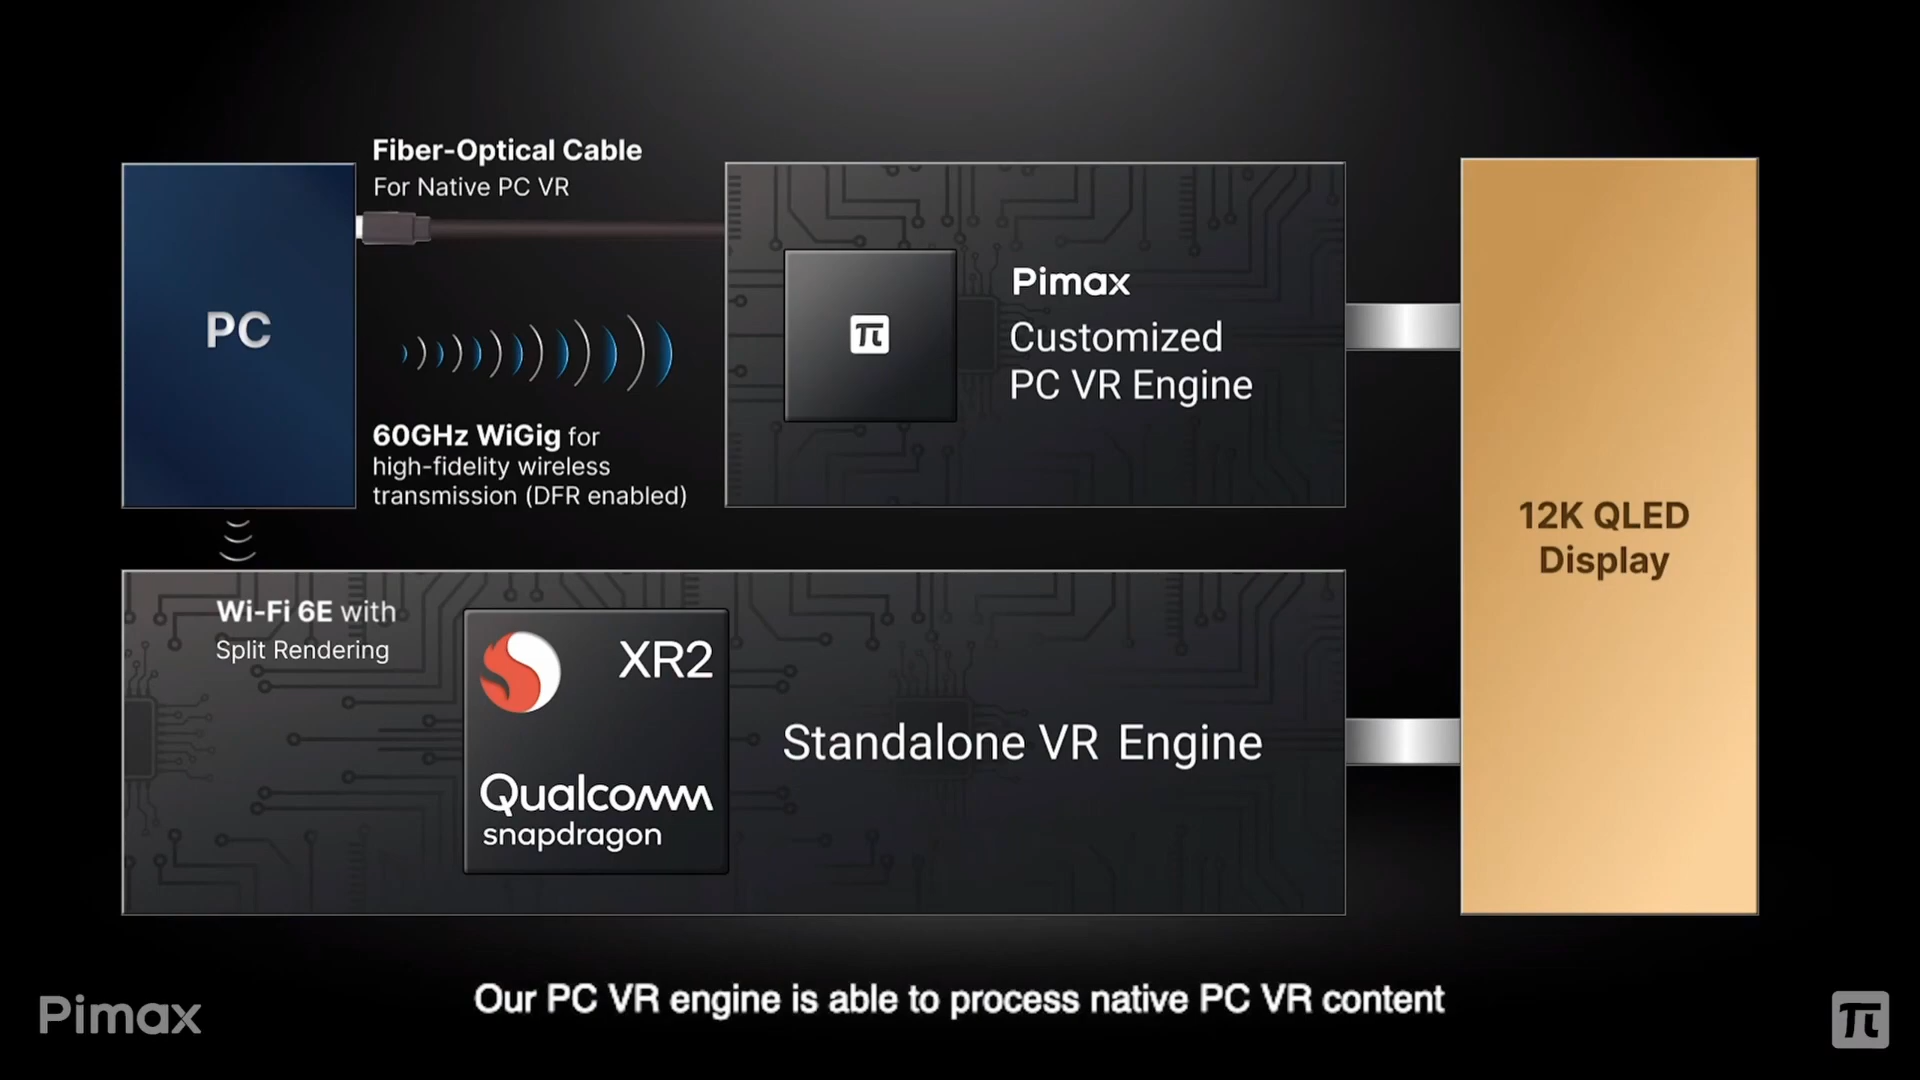 Fiber-Optical Cable
For Native PC VR
PC
60GHz WiGig for
high-fidelity wireless
transmission (DFR enabled)
π
Pimax
Customized
PC VR Engine
12K QLED
Display
Wi-Fi 6E with
Split Rendering
XR2
Qualcomm
snapdragon
Standalone VR Engine
Our PC VR engine is able to process native PC VR content
Pimax
π